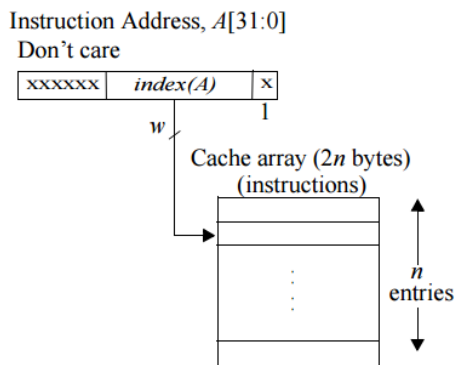 Instruction Address, A[31:0]
Don't care
xxxxxx index(A) x
1
w
Cache array (2n bytes)
(instructions)
n
entries